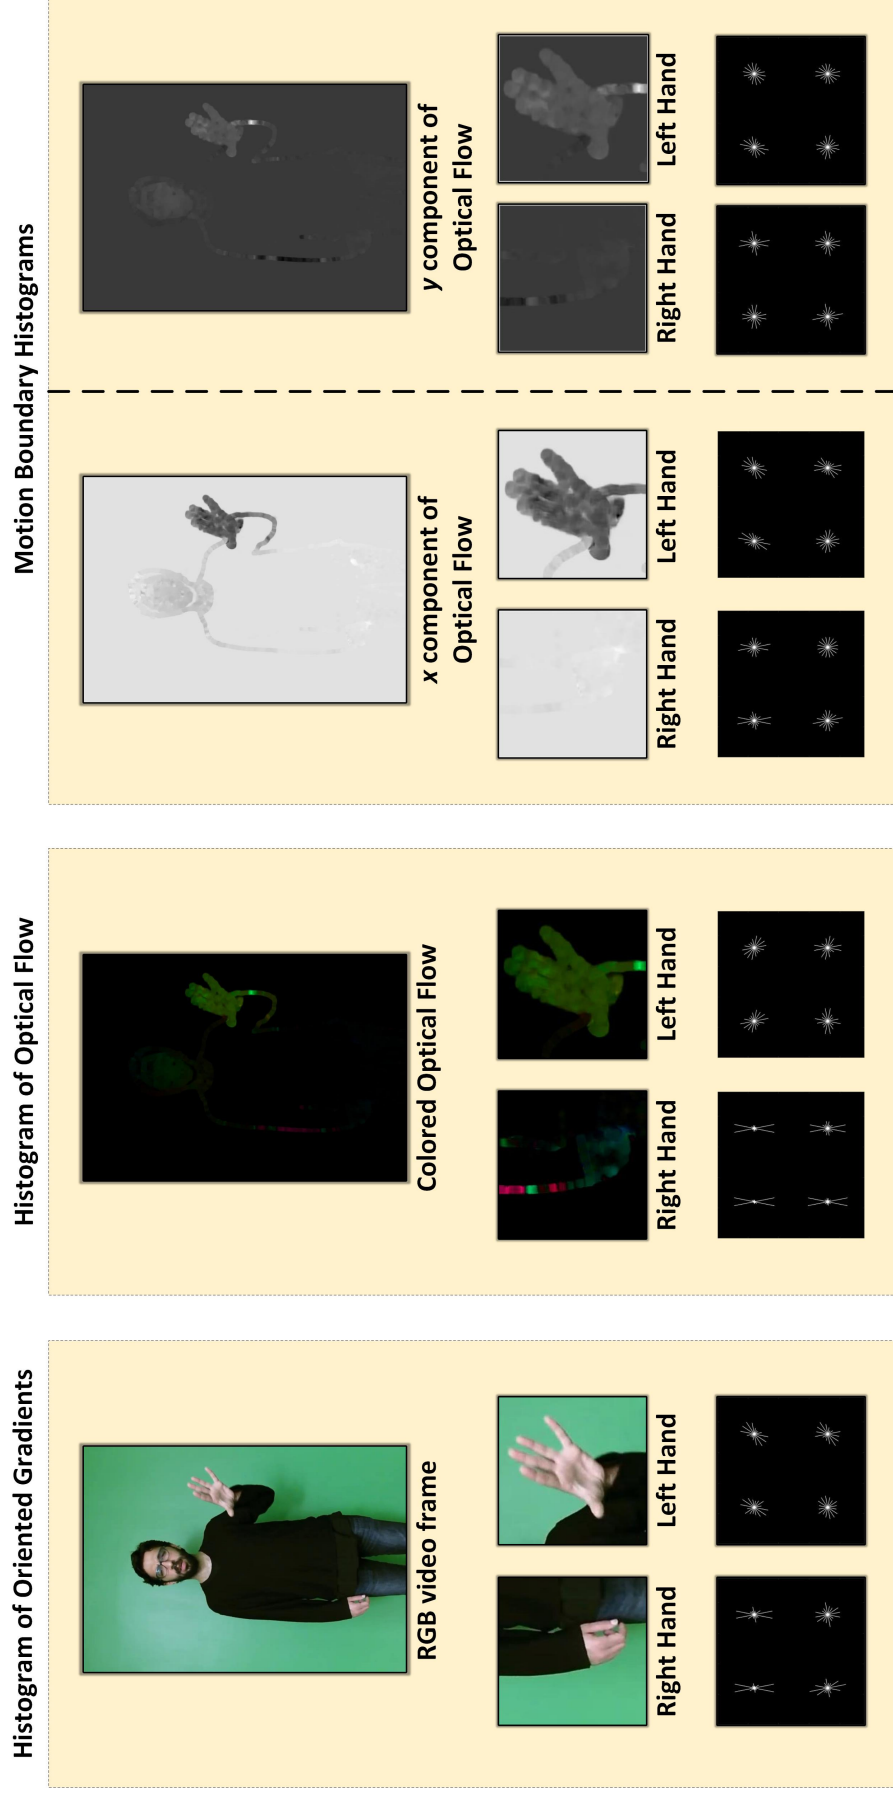 Histogram of Oriented Gradients
RGB video frame
Right Hand
Left Hand
Histogram of Optical Flow
Colored Optical Flow
Right Hand
Left Hand
Motion Boundary Histograms
x component of
Optical Flow
Right Hand
Left Hand
y component of
Optical Flow
Right Hand
Left Hand